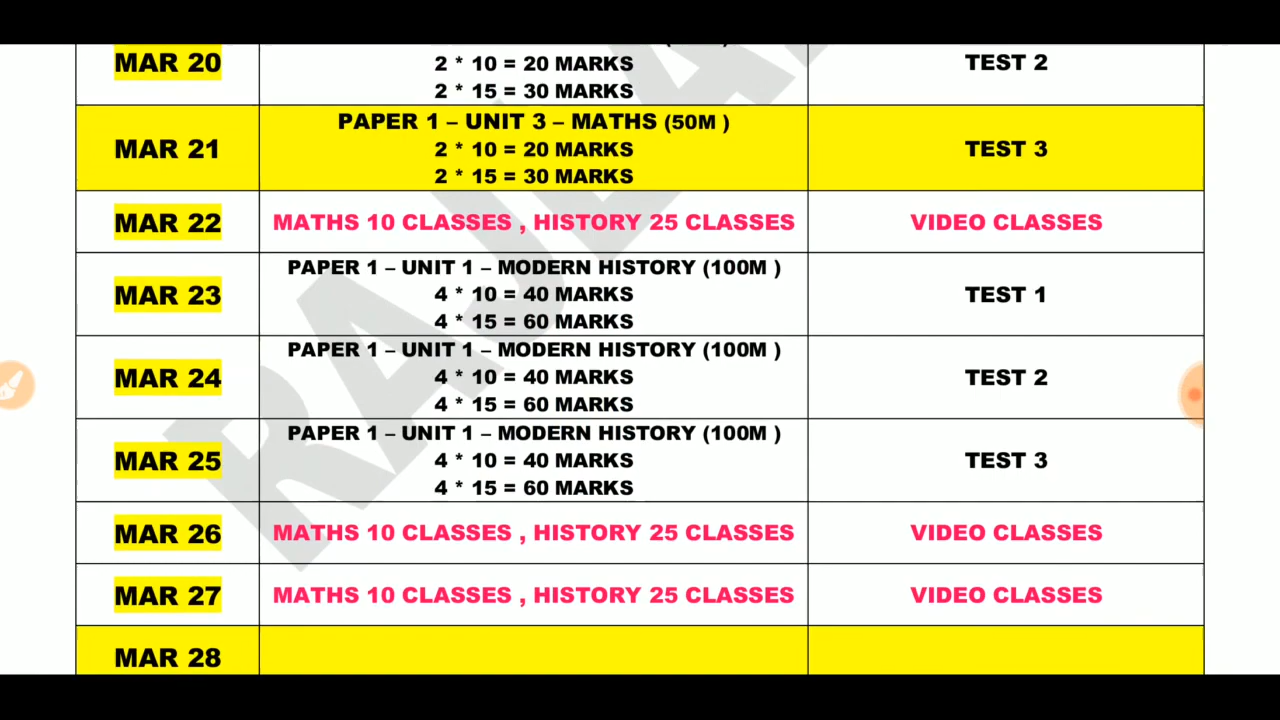 MAR 20
2 * 10 = 20 MARKS
2 * 15 = 30 MARKS
TEST 2
MAR 21
PAPER 1 – UNIT 3 – MATHS (50M )
2 * 10 = 20 MARKS
2 * 15 = 30 MARKS
TEST 3
MAR 22
MATHS 10 CLASSES , HISTORY 25 CLASSES
VIDEO CLASSES
MAR 23
PAPER 1 – UNIT 1 – MODERN HISTORY (100M )
4 * 10 = 40 MARKS
4 * 15 = 60 MARKS
TEST 1
MAR 24
PAPER 1 – UNIT 1 – MODERN HISTORY (100M )
4 * 10 = 40 MARKS
4 * 15 = 60 MARKS
TEST 2
MAR 25
PAPER 1 – UNIT 1 – MODERN HISTORY (100M )
4 * 10 = 40 MARKS
4 * 15 = 60 MARKS
TEST 3
MAR 26
MATHS 10 CLASSES , HISTORY 25 CLASSES
VIDEO CLASSES
MAR 27
MATHS 10 CLASSES , HISTORY 25 CLASSES
VIDEO CLASSES
MAR 28